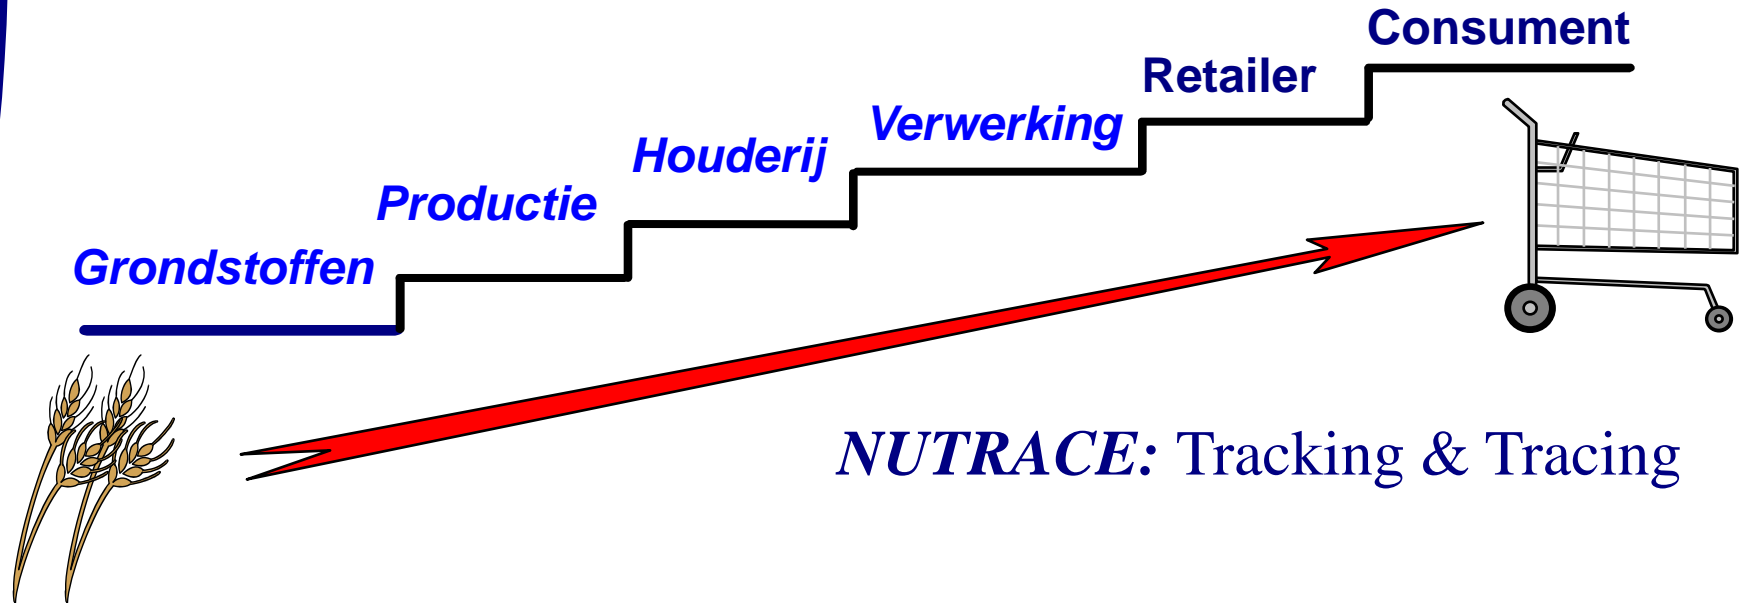 Consument
Retailer
Verwerking
Houderij
Productie
Grondstoffen
NUTRACE: Tracking & Tracing